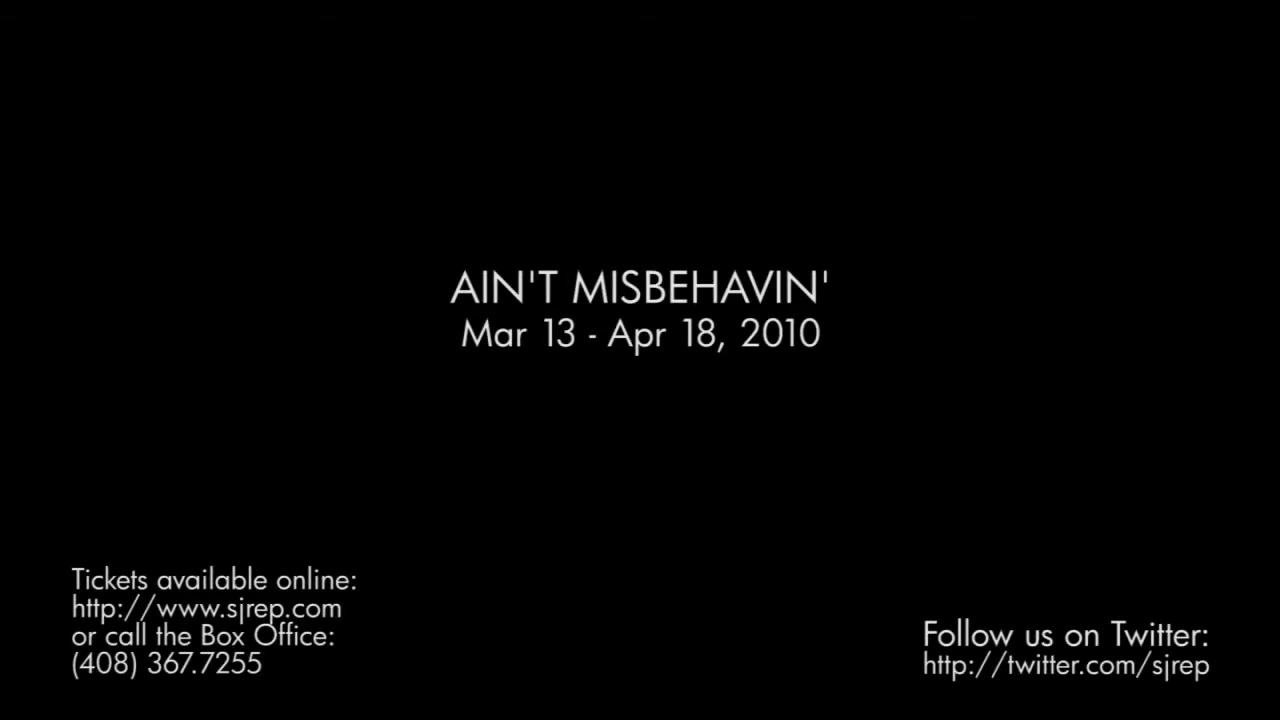 AIN'T MISBEHAVIN'
Mar 13 - Apr 18, 2010
Tickets available online:
http://www.sjrep.com
or call the Box Office:
(408) 367.7255
Follow us on Twitter:
http://twitter.com/sjrep